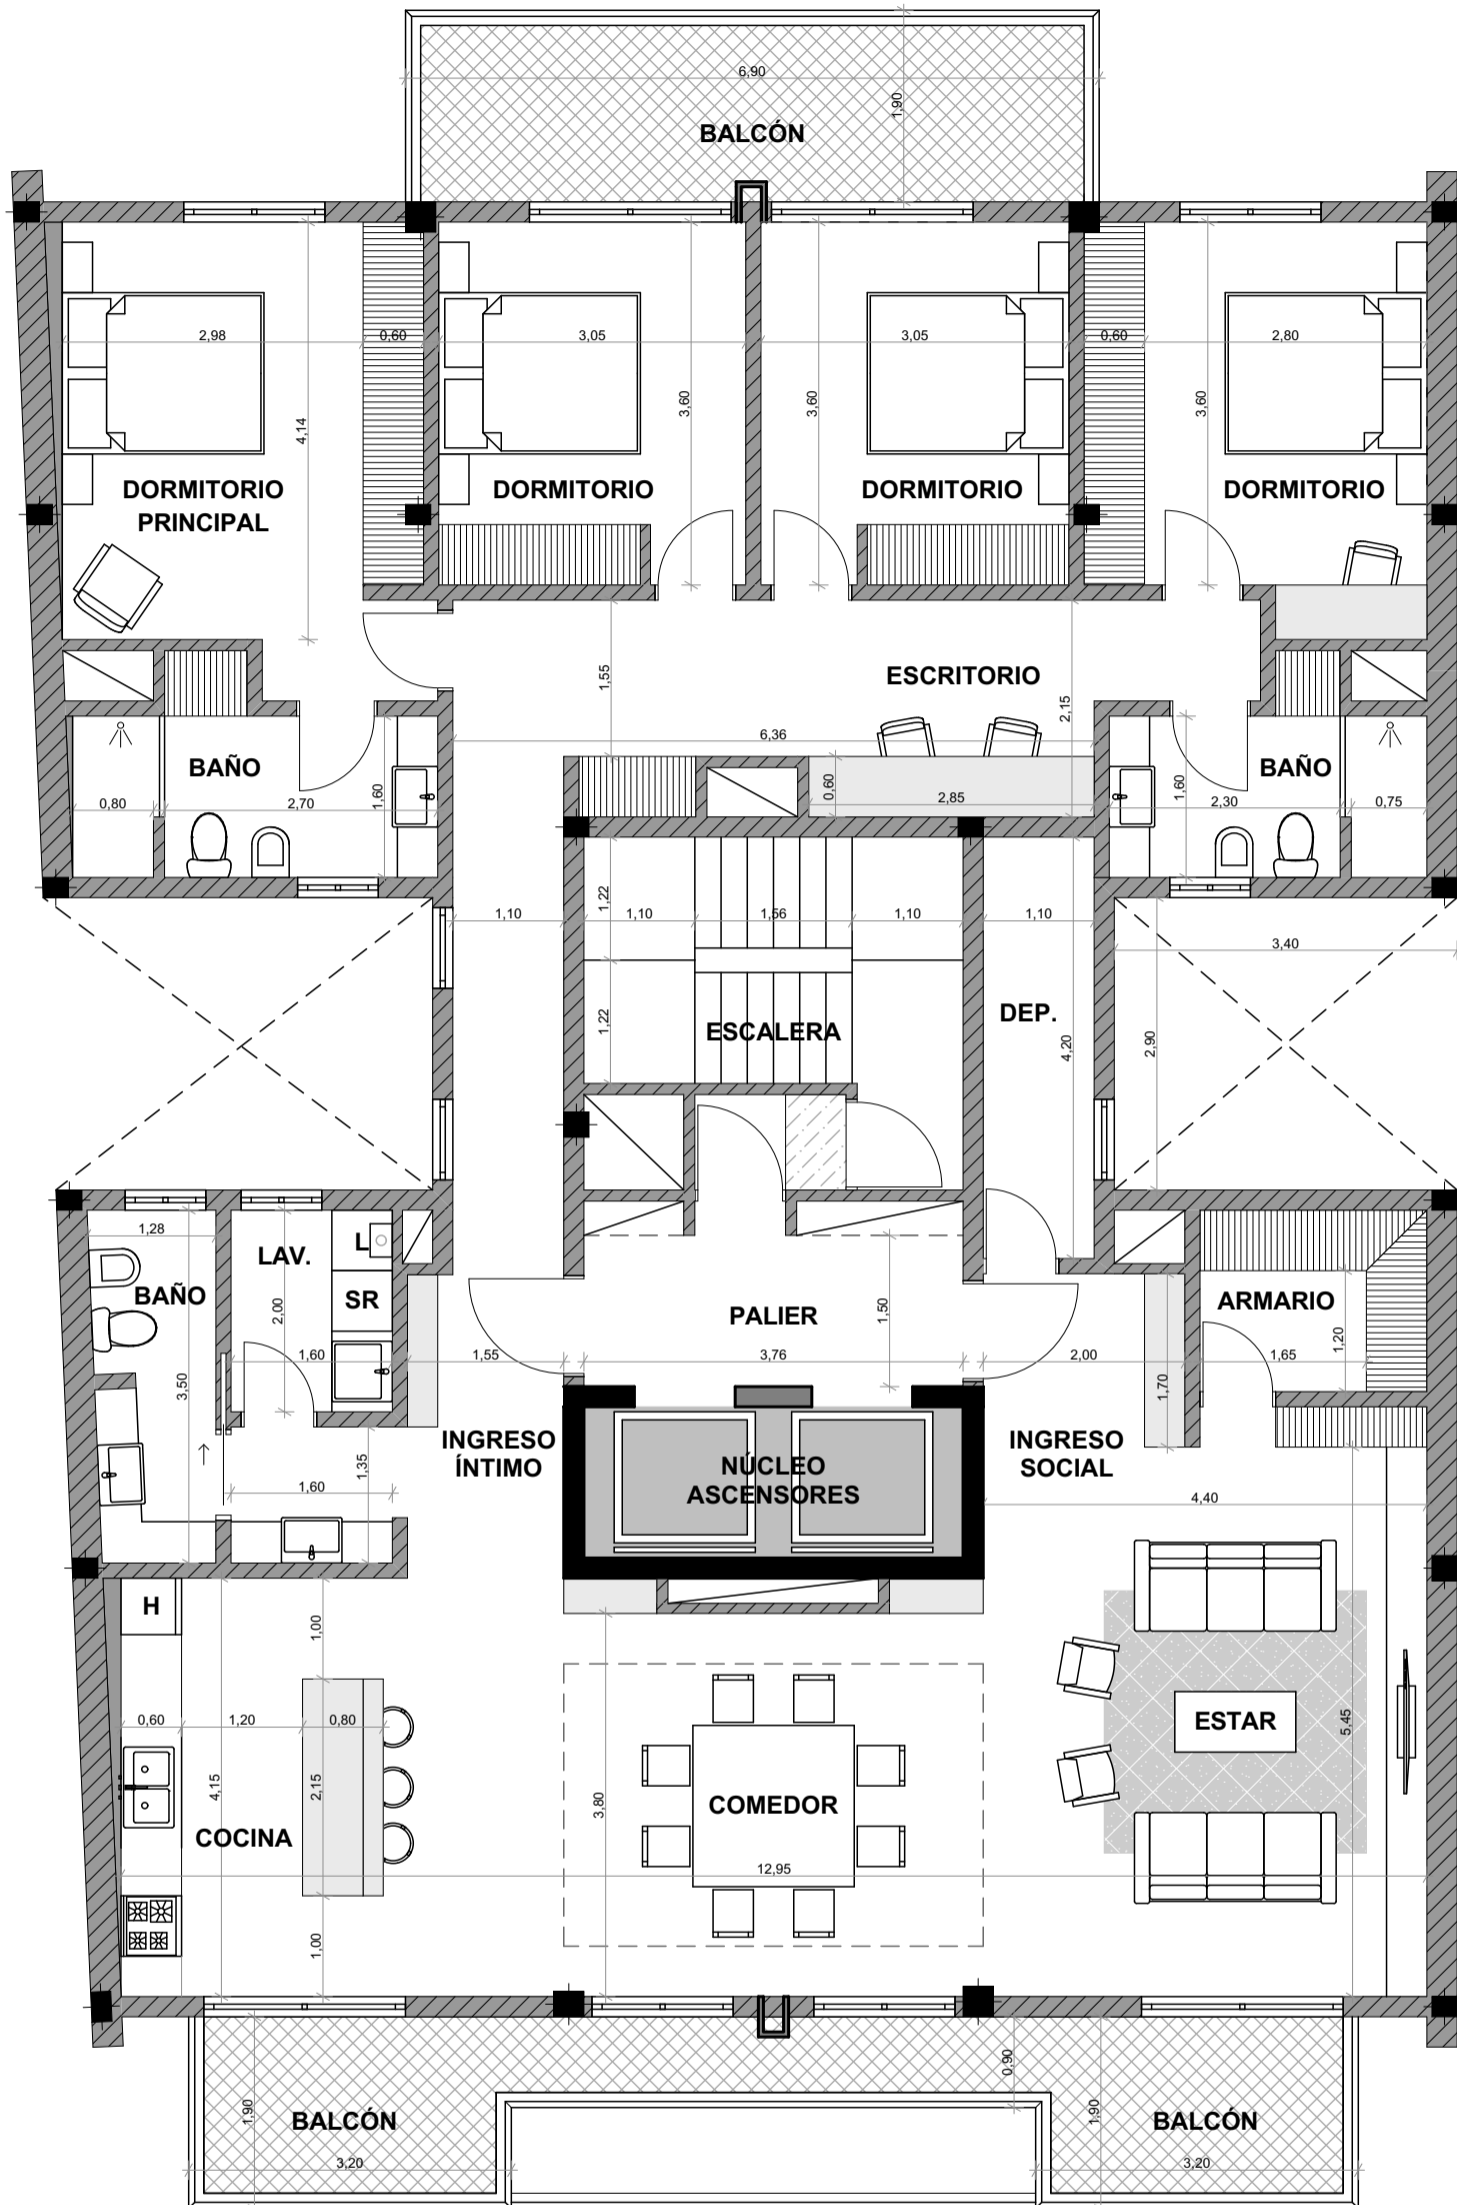 6,90
1,90
BALCÓN
2,98
0,60
3,05
3,05
0,60
2,80
4,14
3,60
3,60
3,60
DORMITORIO
PRINCIPAL
DORMITORIO
DORMITORIO
DORMITORIO
1,55
ESCRITORIO
2,15
6,36
BAÑO
0,80
2,70
1,60
0,60
2,85
BAÑO
1,60
2,30
0,75
1,22
1,10
1,10
1,56
1,10
1,10
3,40
DEP.
1,22
ESCALERA
4,20
2,90
1,28
LAV.
L
BAÑO
SR
2,00
PALIER
1,50
ARMARIO
1,20
1,60
1,55
3,76
2,00
1,65
3,50
1,70
INGRESO
ÍNTIMO
NÚCLEO
ASCENSORES
INGRESO
SOCIAL
1,35
1,60
4,40
H
1,00
0,60
1,20
0,80
ESTAR
5,45
4,15
2,15
3,80
COMEDOR
COCINA
12,95
1,00
0,90
1,90
BALCÓN
1,90
BALCÓN
3,20
3,20